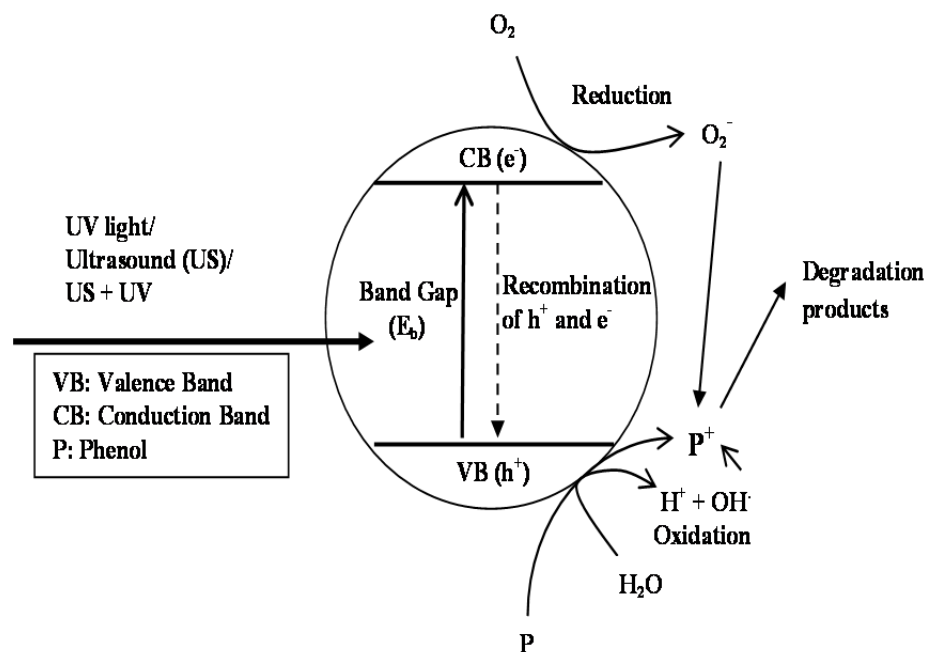 O₂
Reduction
O₂⁻
CB (e⁻)
UV light/
Ultrasound (US)/
US + UV
Band Gap
(E_b)
Recombination
of h⁺ and e⁻
Degradation
products
VB: Valence Band
CB: Conduction Band
P: Phenol
VB (h⁺)
P⁺
H⁺ + OH·
Oxidation
H₂O
P